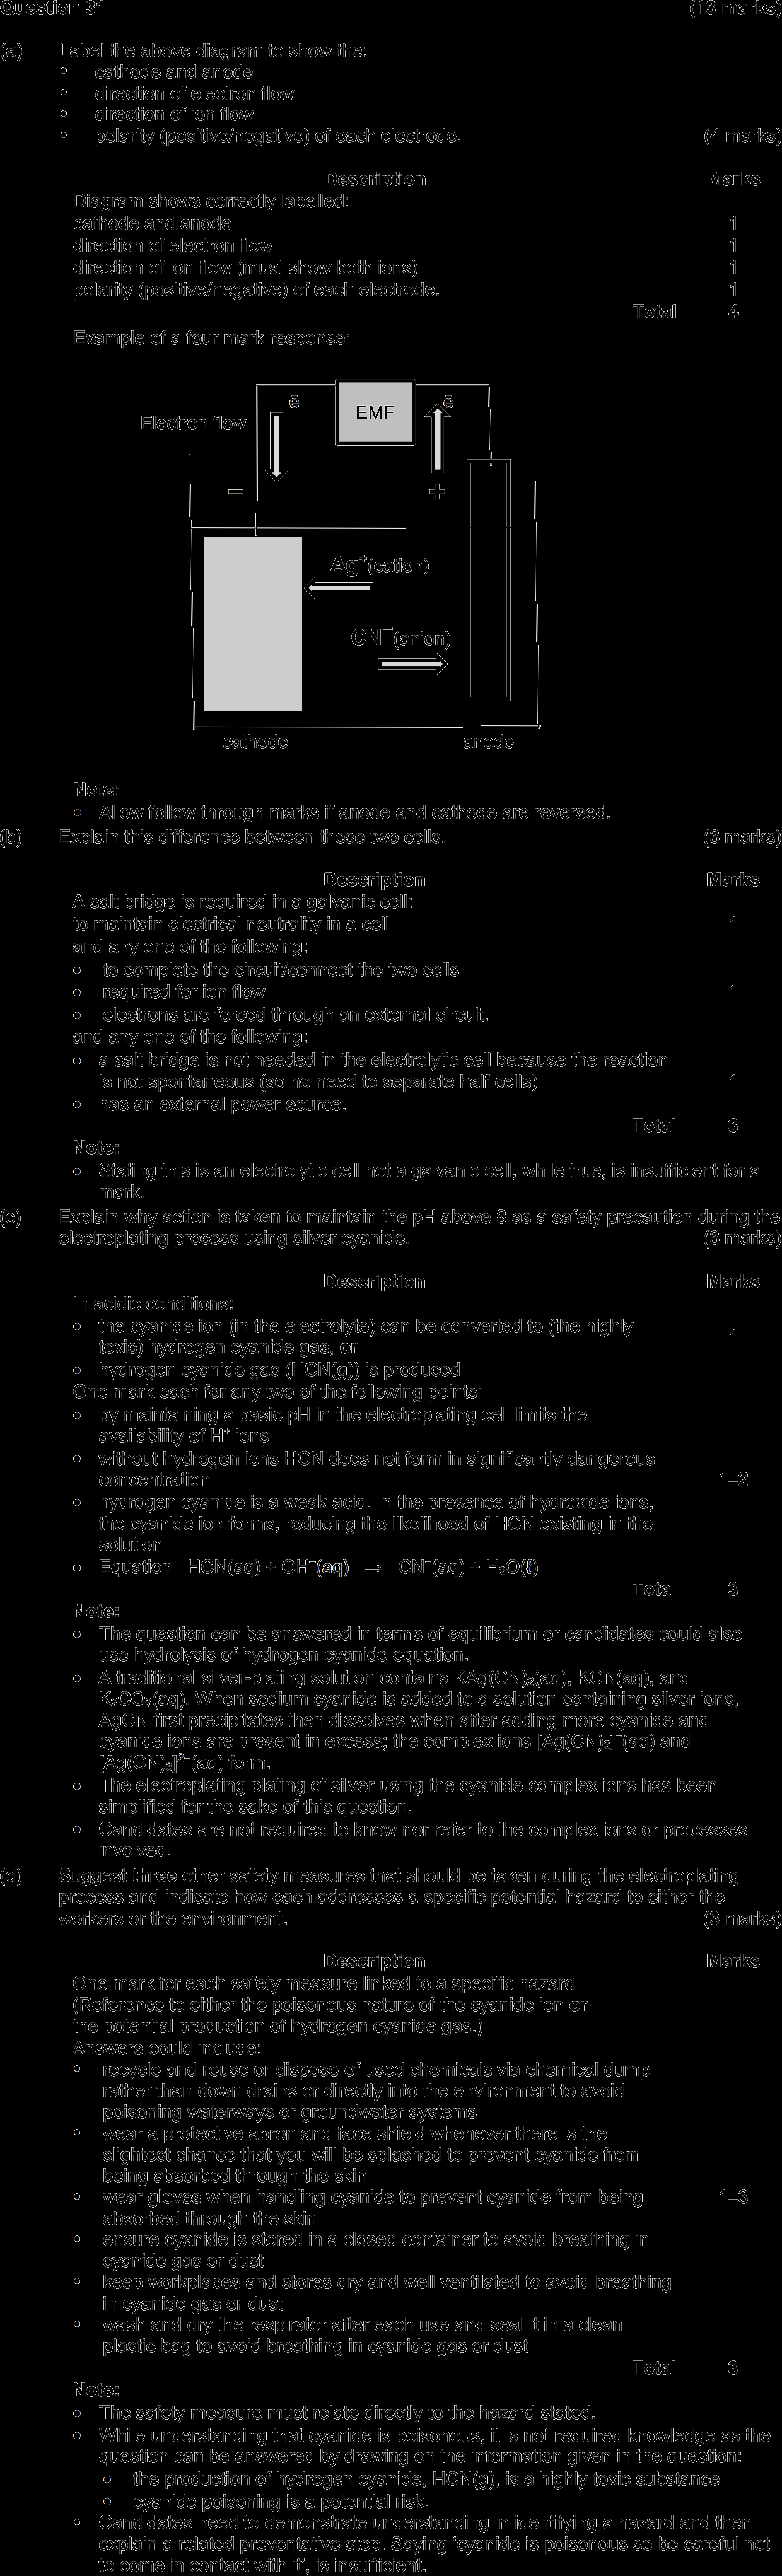 Question 31 (13 marks)
(a) Label the above diagram to show the:
• cathode and anode
• direction of electron flow
• direction of ion flow
• polarity (positive/negative) of each electrode. (4 marks)
Description Marks
Diagram shows correctly labelled:
cathode and anode 1
direction of electron flow 1
direction of ion flow (must show both ions) 1
polarity (positive/negative) of each electrode. 1
Total 4
Example of a four mark response:
Electron flow ē EMF ē
− +
Ag⁺(cation)
CN⁻(anion)
cathode anode
Note:
• Allow follow through marks if anode and cathode are reversed.
(b) Explain this difference between these two cells. (3 marks)
Description Marks
A salt bridge is required in a galvanic cell:
to maintain electrical neutrality in a cell 1
and any one of the following:
• to complete the circuit/connect the two cells
• required for ion flow 1
• electrons are forced through an external circuit.
and any one of the following:
• a salt bridge is not needed in the electrolytic cell because the reaction
is not spontaneous (so no need to separate half cells) 1
• has an external power source.
Total 3
Note:
• Stating this is an electrolytic cell not a galvanic cell, while true, is insufficient for a
mark.
(c) Explain why action is taken to maintain the pH above 8 as a safety precaution during the
electroplating process using silver cyanide. (3 marks)
Description Marks
In acidic conditions:
• the cyanide ion (in the electrolyte) can be converted to (the highly
toxic) hydrogen cyanide gas, or 1
• hydrogen cyanide gas (HCN(g)) is produced
One mark each for any two of the following points:
• by maintaining a basic pH in the electroplating cell limits the
availability of H⁺ ions
• without hydrogen ions HCN does not form in significantly dangerous
concentration 1–2
• hydrogen cyanide is a weak acid. In the presence of hydroxide ions,
the cyanide ion forms, reducing the likelihood of HCN existing in the
solution
• Equation HCN(aq) + OH⁻(aq) → CN⁻(aq) + H₂O(ℓ).
Total 3
Note:
• The question can be answered in terms of equilibrium or candidates could also
use hydrolysis of hydrogen cyanide equation.
• A traditional silver-plating solution contains KAg(CN)₂(aq), KCN(aq), and
K₂CO₃(aq). When sodium cyanide is added to a solution containing silver ions,
AgCN first precipitates then dissolves when after adding more cyanide and
cyanide ions are present in excess; the complex ions [Ag(CN)₂]⁻(aq) and
[Ag(CN)₃]²⁻(aq) form.
• The electroplating plating of silver using the cyanide complex ions has been
simplified for the sake of this question.
• Candidates are not required to know nor refer to the complex ions or processes
involved.
(d) Suggest three other safety measures that should be taken during the electroplating
process and indicate how each addresses a specific potential hazard to either the
workers or the environment. (3 marks)
Description Marks
One mark for each safety measure linked to a specific hazard
(Reference to either the poisonous nature of the cyanide ion or
the potential production of hydrogen cyanide gas.)
Answers could include:
• recycle and reuse or dispose of used chemicals via chemical dump
rather than down drains or directly into the environment to avoid
poisoning waterways or groundwater systems
• wear a protective apron and face shield whenever there is the
slightest chance that you will be splashed to prevent cyanide from
being absorbed through the skin
• wear gloves when handling cyanide to prevent cyanide from being 1–3
absorbed through the skin
• ensure cyanide is stored in a closed container to avoid breathing in
cyanide gas or dust
• keep workplaces and stores dry and well ventilated to avoid breathing
in cyanide gas or dust
• wash and dry the respirator after each use and seal it in a clean
plastic bag to avoid breathing in cyanide gas or dust.
Total 3
Note:
• The safety measure must relate directly to the hazard stated.
• While understanding that cyanide is poisonous, it is not required knowledge as the
question can be answered by drawing on the information given in the question:
• the production of hydrogen cyanide, HCN(g), is a highly toxic substance
• cyanide poisoning is a potential risk.
• Candidates need to demonstrate understanding in identifying a hazard and then
explain a related preventative step. Saying 'cyanide is poisonous so be careful not
to come in contact with it', is insufficient.